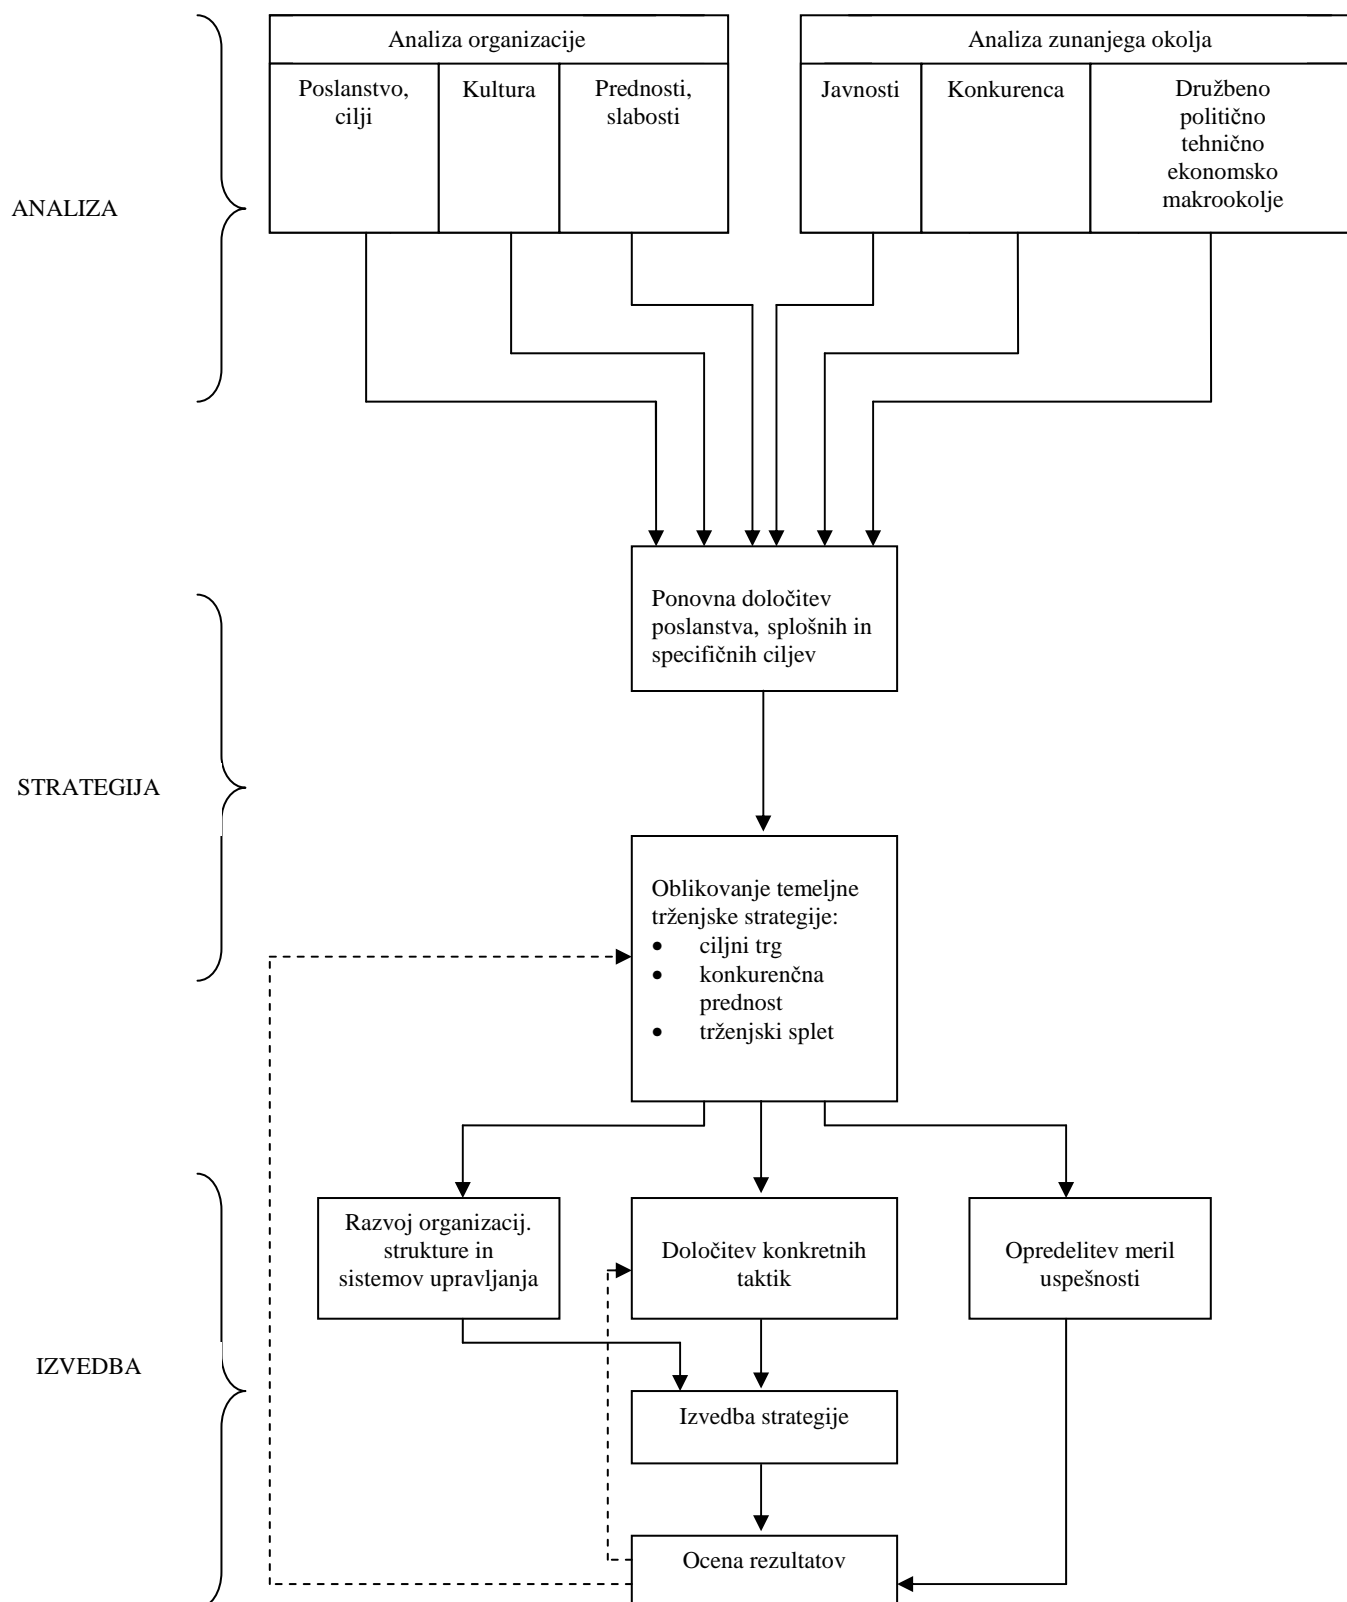 Analiza organizacije
Analiza zunanjega okolja
Poslanstvo,
cilji
Kultura
Prednosti,
slabosti
Javnosti
Konkurenca
Družbeno
politično
tehnično
ekonomsko
makrookolje
ANALIZA
Ponovna določitev
poslanstva, splošnih in
specifičnih ciljev
STRATEGIJA
Oblikovanje temeljne
trženjske strategije:
• ciljni trg
• konkurenčna
prednost
• trženjski splet
Razvoj organizacij.
strukture in
sistemov upravljanja
Določitev konkretnih
taktik
Opredelitev meril
uspešnosti
IZVEDBA
Izvedba strategije
Ocena rezultatov